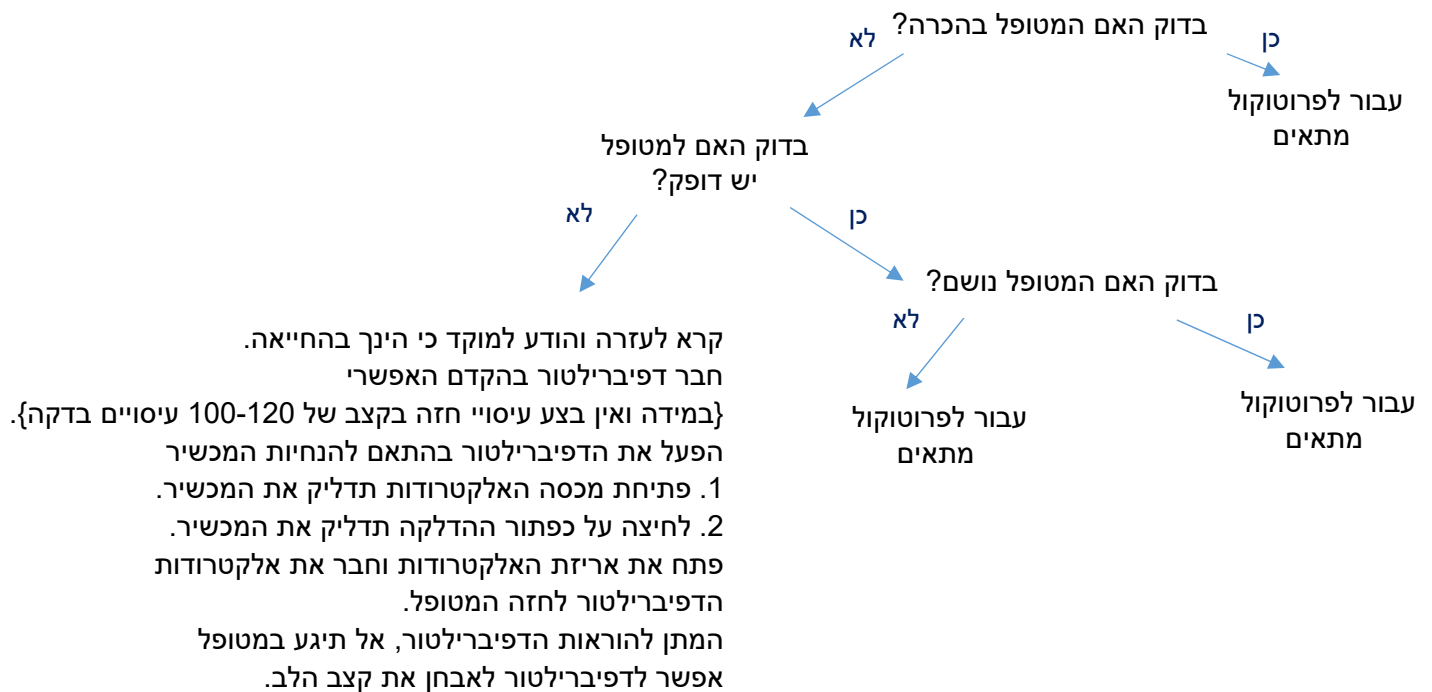 בדוק האם המטופל בהכרה?
כן
לא
עבור לפרוטוקול
מתאים
בדוק האם למטופל
יש דופק?
כן
לא
בדוק האם המטופל נושם?
כן
לא
עבור לפרוטוקול
מתאים
עבור לפרוטוקול
מתאים
קרא לעזרה והודע למוקד כי הינך בהחייאה.
חבר דפיברילטור בהקדם האפשרי
{במידה ואין בצע עיסויי חזה בקצב של 100-120 עיסויים בדקה}.
הפעל את הדפיברילטור בהתאם להנחיות המכשיר
1. פתיחת מכסה האלקטרודות תדליק את המכשיר.
2. לחיצה על כפתור ההדלקה תדליק את המכשיר.
פתח את אריזת האלקטרודות וחבר את אלקטרודות
הדפיברילטור לחזה המטופל.
המתן להוראות הדפיברילטור, אל תיגע במטופל
אפשר לדפיברילטור לאבחן את קצב הלב.